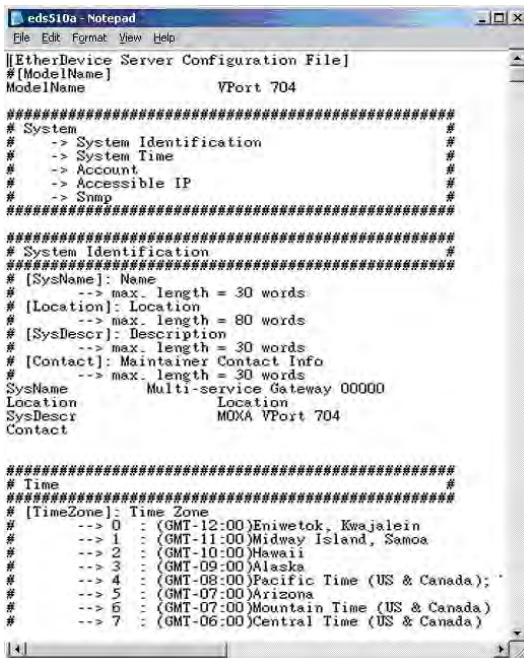 eds510a - Notepad
File Edit Format View Help
[EtherDevice Server Configuration File]
#[ModelName]
ModelName VPort 704
##################################################
# System #
# -> System Identification #
# -> System Time #
# -> Account #
# -> Accessible IP #
# -> Snmp #
##################################################
##################################################
# System Identification #
##################################################
# [SysName]: Name
# --> max. length = 30 words
# [Location]: Location
# --> max. length = 80 words
# [SysDescr]: Description
# --> max. length = 30 words
# [Contact]: Maintainer Contact Info
# --> max. length = 30 words
SysName Multi-service Gateway 00000
Location Location
SysDescr MOXA VPort 704
Contact
##################################################
# Time #
##################################################
# [TimeZone]: Time Zone
# --> 0 : (GMT-12:00)Eniwetok, Kwajalein
# --> 1 : (GMT-11:00)Midway Island, Samoa
# --> 2 : (GMT-10:00)Hawaii
# --> 3 : (GMT-09:00)Alaska
# --> 4 : (GMT-08:00)Pacific Time (US & Canada);
# --> 5 : (GMT-07:00)Arizona
# --> 6 : (GMT-07:00)Mountain Time (US & Canada)
# --> 7 : (GMT-06:00)Central Time (US & Canada)